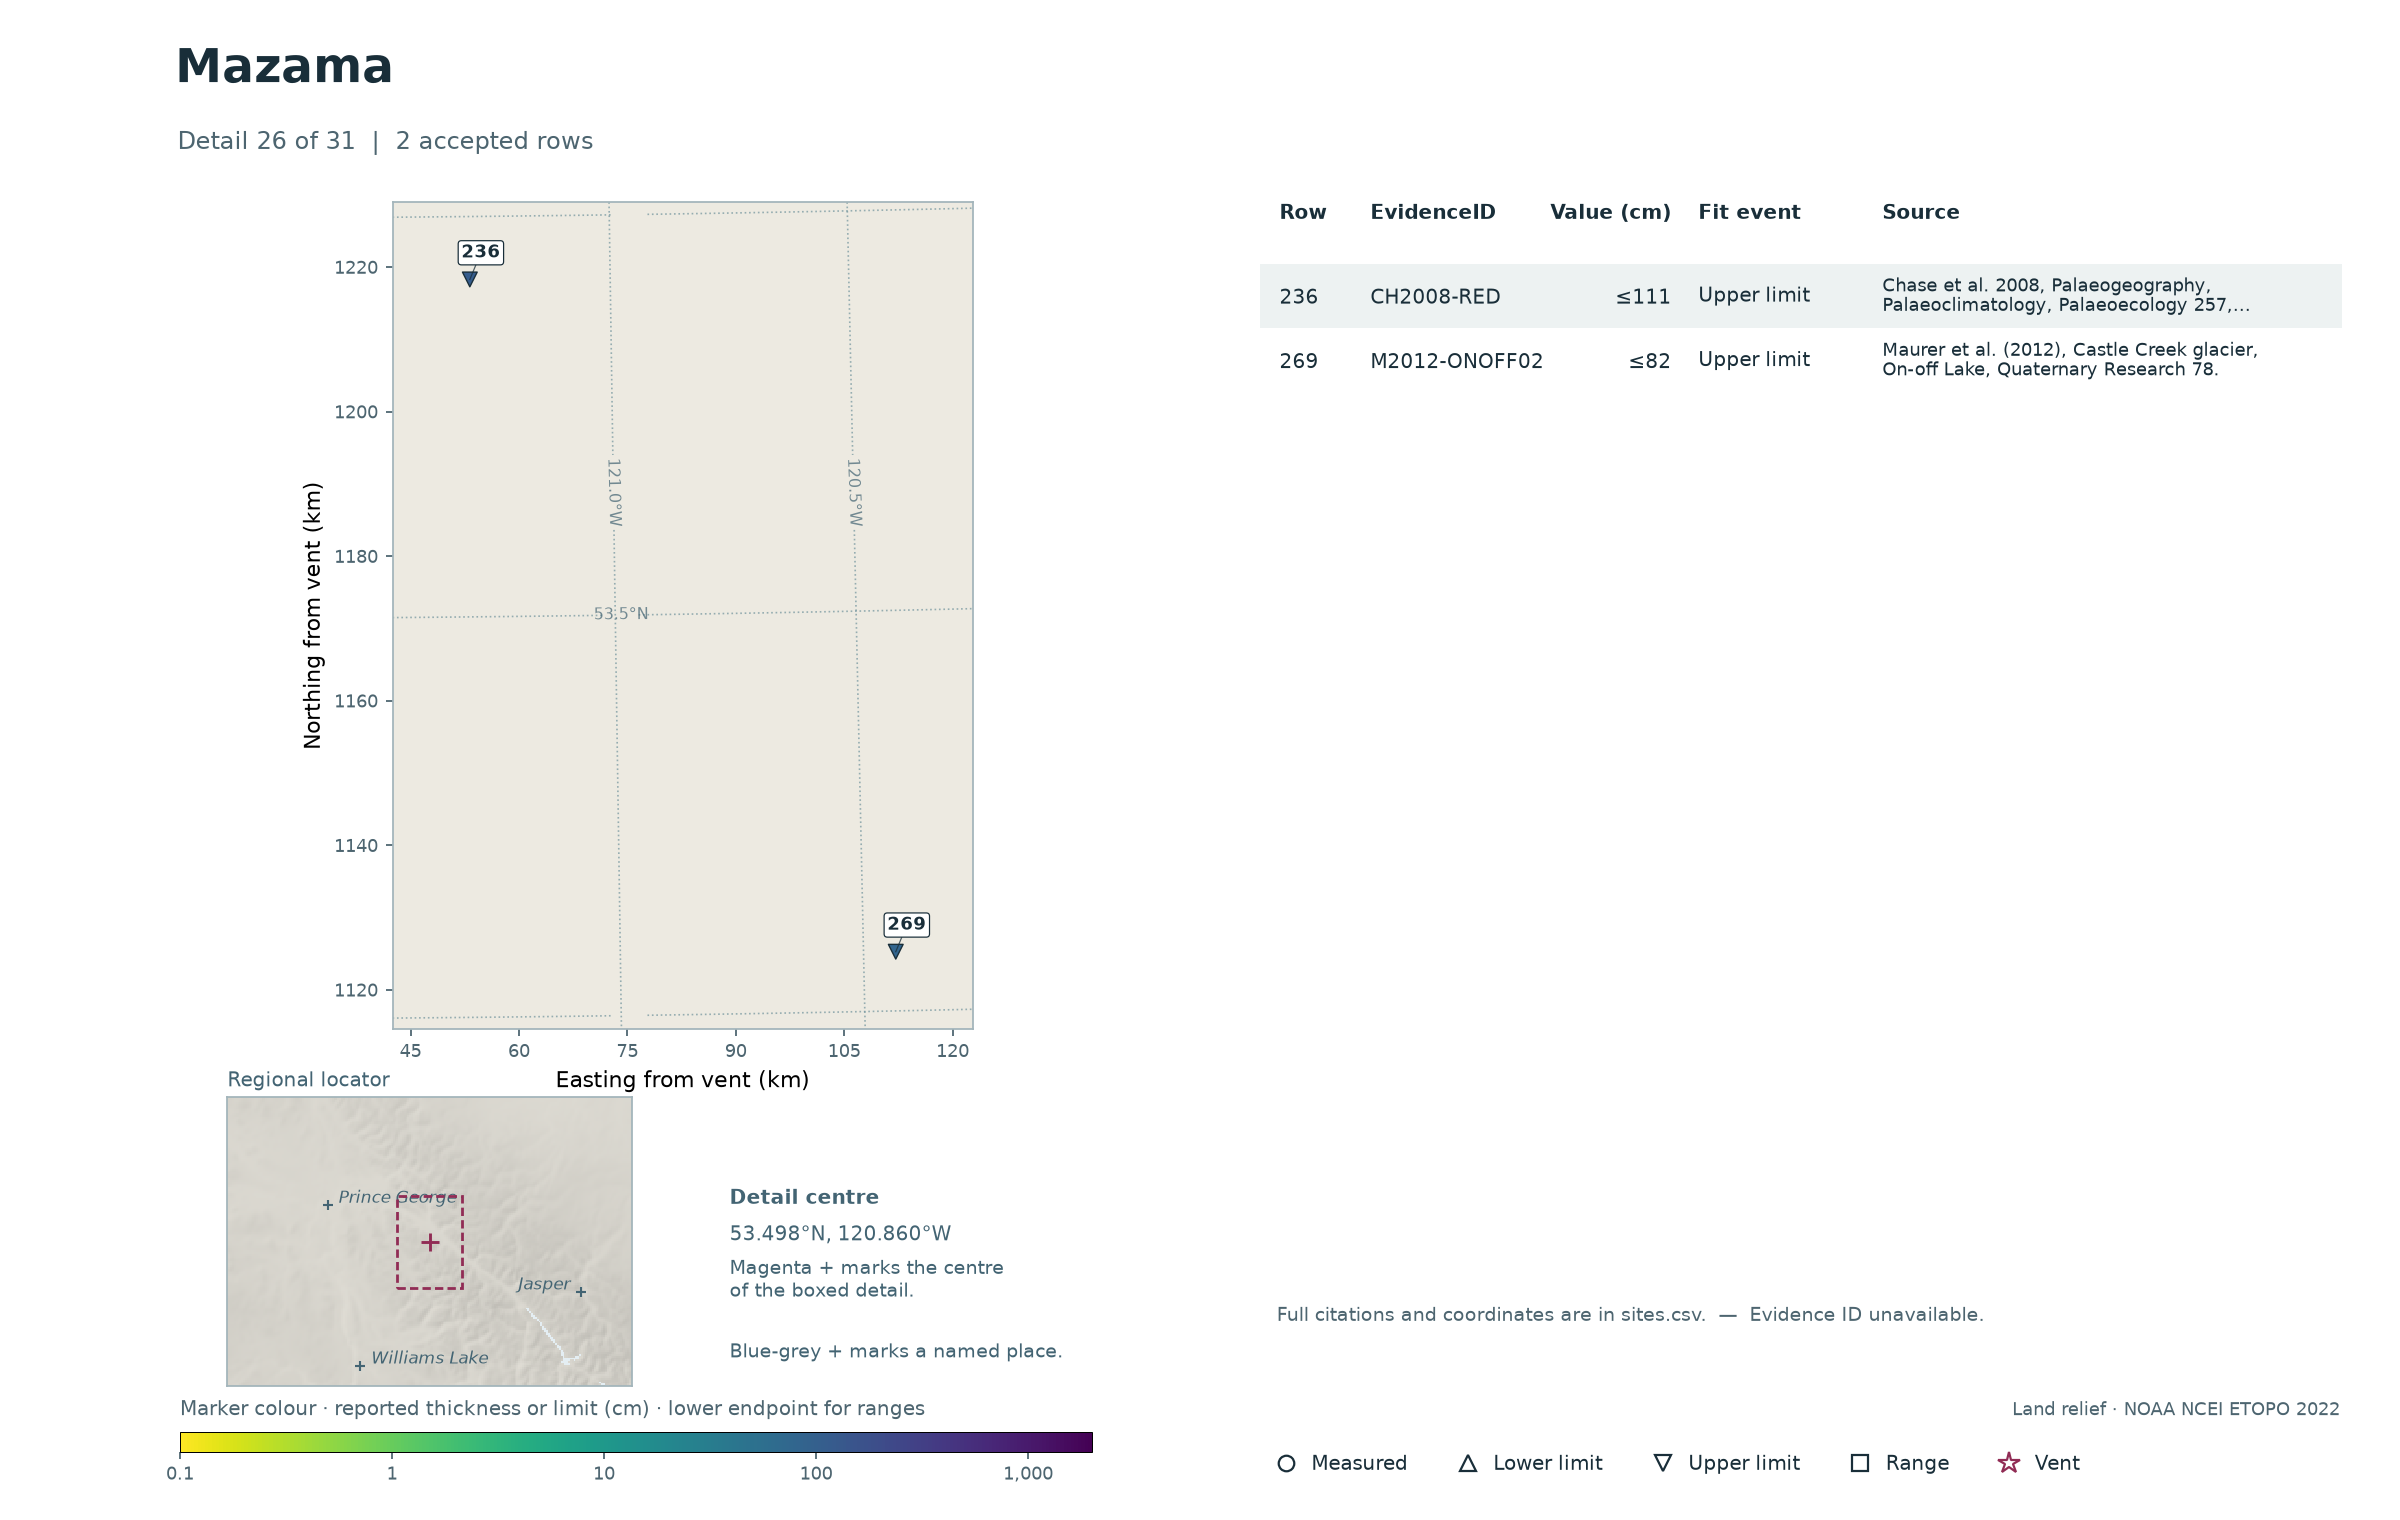 Mazama
Detail 26 of 31 | 2 accepted rows
236
1220
1200
1180
1160
1140
1120
121.0°W
120.5°W
53.5°N
269
Northing from vent (km)
45 60 75 90 105 120
Easting from vent (km)
Row EvidenceID Value (cm) Fit event Source
236 CH2008-RED ≤111 Upper limit Chase et al. 2008, Palaeogeography,
Palaeoclimatology, Palaeoecology 257,...
269 M2012-ONOFF02 ≤82 Upper limit Maurer et al. (2012), Castle Creek glacier,
On-off Lake, Quaternary Research 78.
Regional locator
Prince George
Jasper
Williams Lake
Detail centre
53.498°N, 120.860°W
Magenta + marks the centre
of the boxed detail.
Blue-grey + marks a named place.
Full citations and coordinates are in sites.csv. — Evidence ID unavailable.
Marker colour · reported thickness or limit (cm) · lower endpoint for ranges
0.1 1 10 100 1,000
Land relief · NOAA NCEI ETOPO 2022
Measured Lower limit Upper limit Range Vent